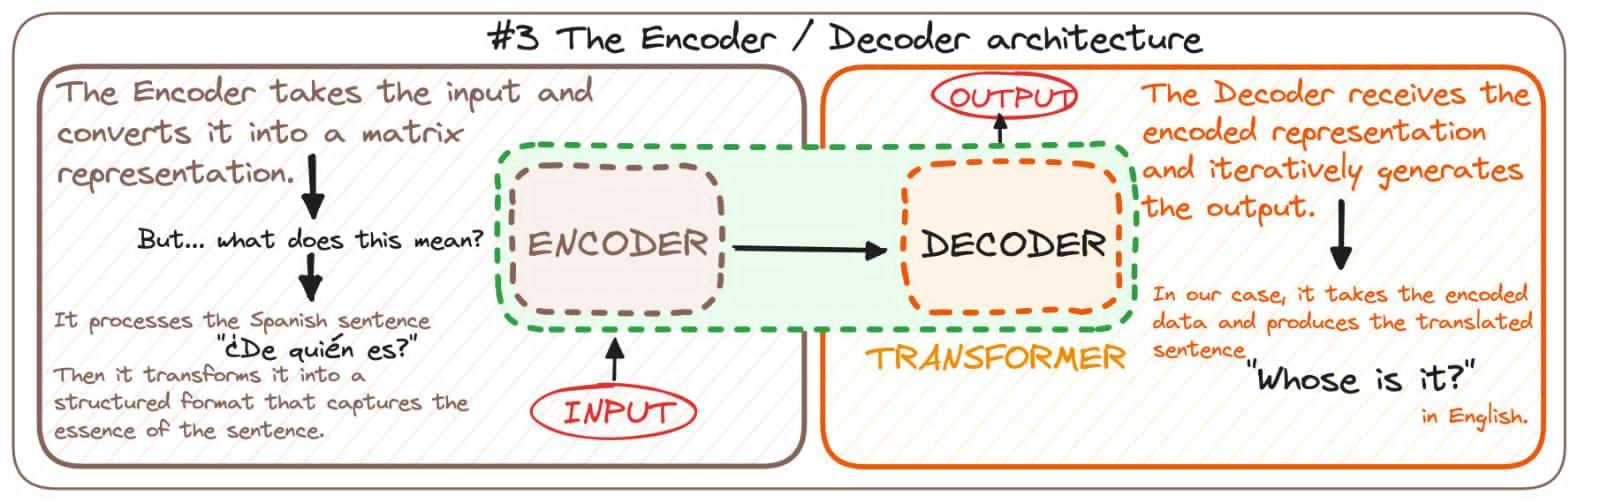 #3 The Encoder / Decoder architecture
The Encoder takes the input and
converts it into a matrix
representation.
But... what does this mean?
It processes the Spanish sentence
"¿De quién es?"
Then it transforms it into a
structured format that captures the
essence of the sentence.
ENCODER
INPUT
OUTPUT
DECODER
TRANSFORMER
The Decoder receives the
encoded representation
and iteratively generates
the output.
In our case, it takes the encoded
data and produces the translated
sentence
"Whose is it?"
in English.